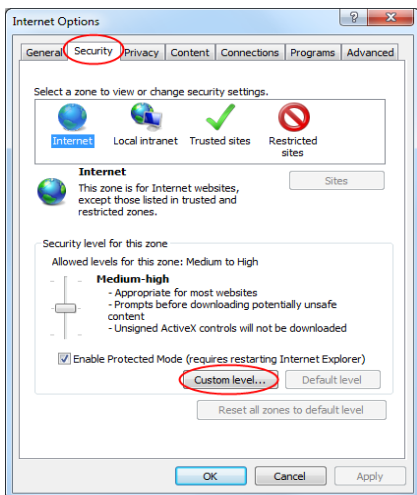 Internet Options
General Security Privacy Content Connections Programs Advanced
Select a zone to view or change security settings.
Internet Local intranet Trusted sites Restricted
sites
Internet
This zone is for Internet websites,
except those listed in trusted and
restricted zones.
Sites
Security level for this zone
Allowed levels for this zone: Medium to High
Medium-high
- Appropriate for most websites
- Prompts before downloading potentially unsafe
content
- Unsigned ActiveX controls will not be downloaded
Enable Protected Mode (requires restarting Internet Explorer)
Custom level... Default level
Reset all zones to default level
OK Cancel Apply